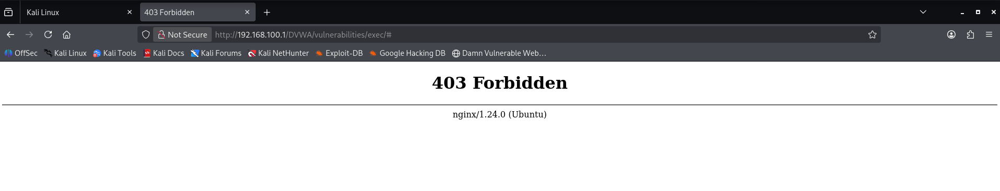 Kali Linux
403 Forbidden
Not Secure
http://192.168.100.1/DVWA/vulnerabilities/exec/#
OffSec Kali Linux Kali Tools Kali Docs Kali Forums Kali NetHunter Exploit-DB Google Hacking DB Damn Vulnerable Web…
403 Forbidden
nginx/1.24.0 (Ubuntu)